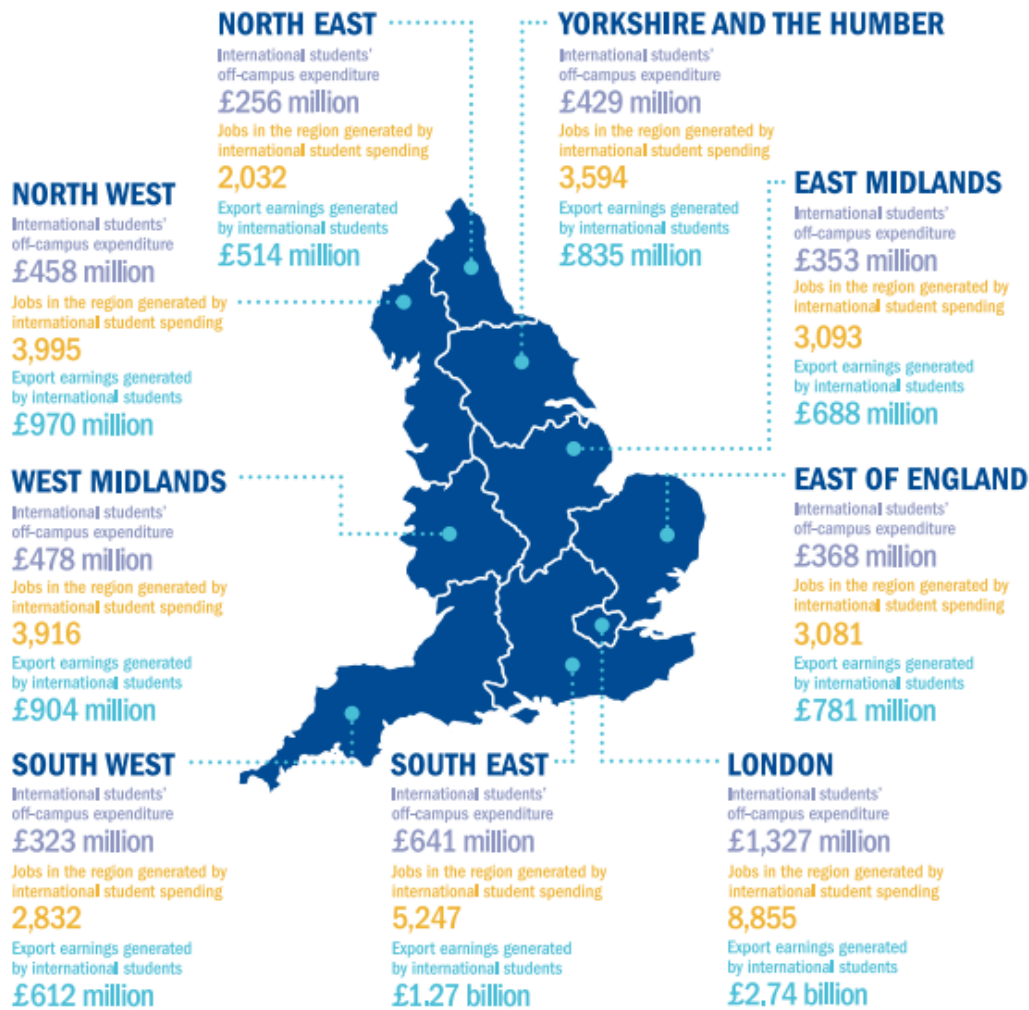 NORTH EAST
International students'
off-campus expenditure
£256 million
Jobs in the region generated by
international student spending
2,032
Export earnings generated
by international students
£514 million
YORKSHIRE AND THE HUMBER
International students'
off-campus expenditure
£429 million
Jobs in the region generated by
international student spending
3,594
Export earnings generated
by international students
£835 million
NORTH WEST
International students'
off-campus expenditure
£458 million
Jobs in the region generated by
international student spending
3,995
Export earnings generated
by international students
£970 million
EAST MIDLANDS
International students'
off-campus expenditure
£353 million
Jobs in the region generated by
international student spending
3,093
Export earnings generated
by international students
£688 million
WEST MIDLANDS
International students'
off-campus expenditure
£478 million
Jobs in the region generated by
international student spending
3,916
Export earnings generated
by international students
£904 million
EAST OF ENGLAND
International students'
off-campus expenditure
£368 million
Jobs in the region generated by
international student spending
3,081
Export earnings generated
by international students
£781 million
SOUTH WEST
International students'
off-campus expenditure
£323 million
Jobs in the region generated by
international student spending
2,832
Export earnings generated
by international students
£612 million
SOUTH EAST
International students'
off-campus expenditure
£641 million
Jobs in the region generated by
international student spending
5,247
Export earnings generated
by international students
£1.27 billion
LONDON
International students'
off-campus expenditure
£1,327 million
Jobs in the region generated by
international student spending
8,855
Export earnings generated
by international students
£2.74 billion